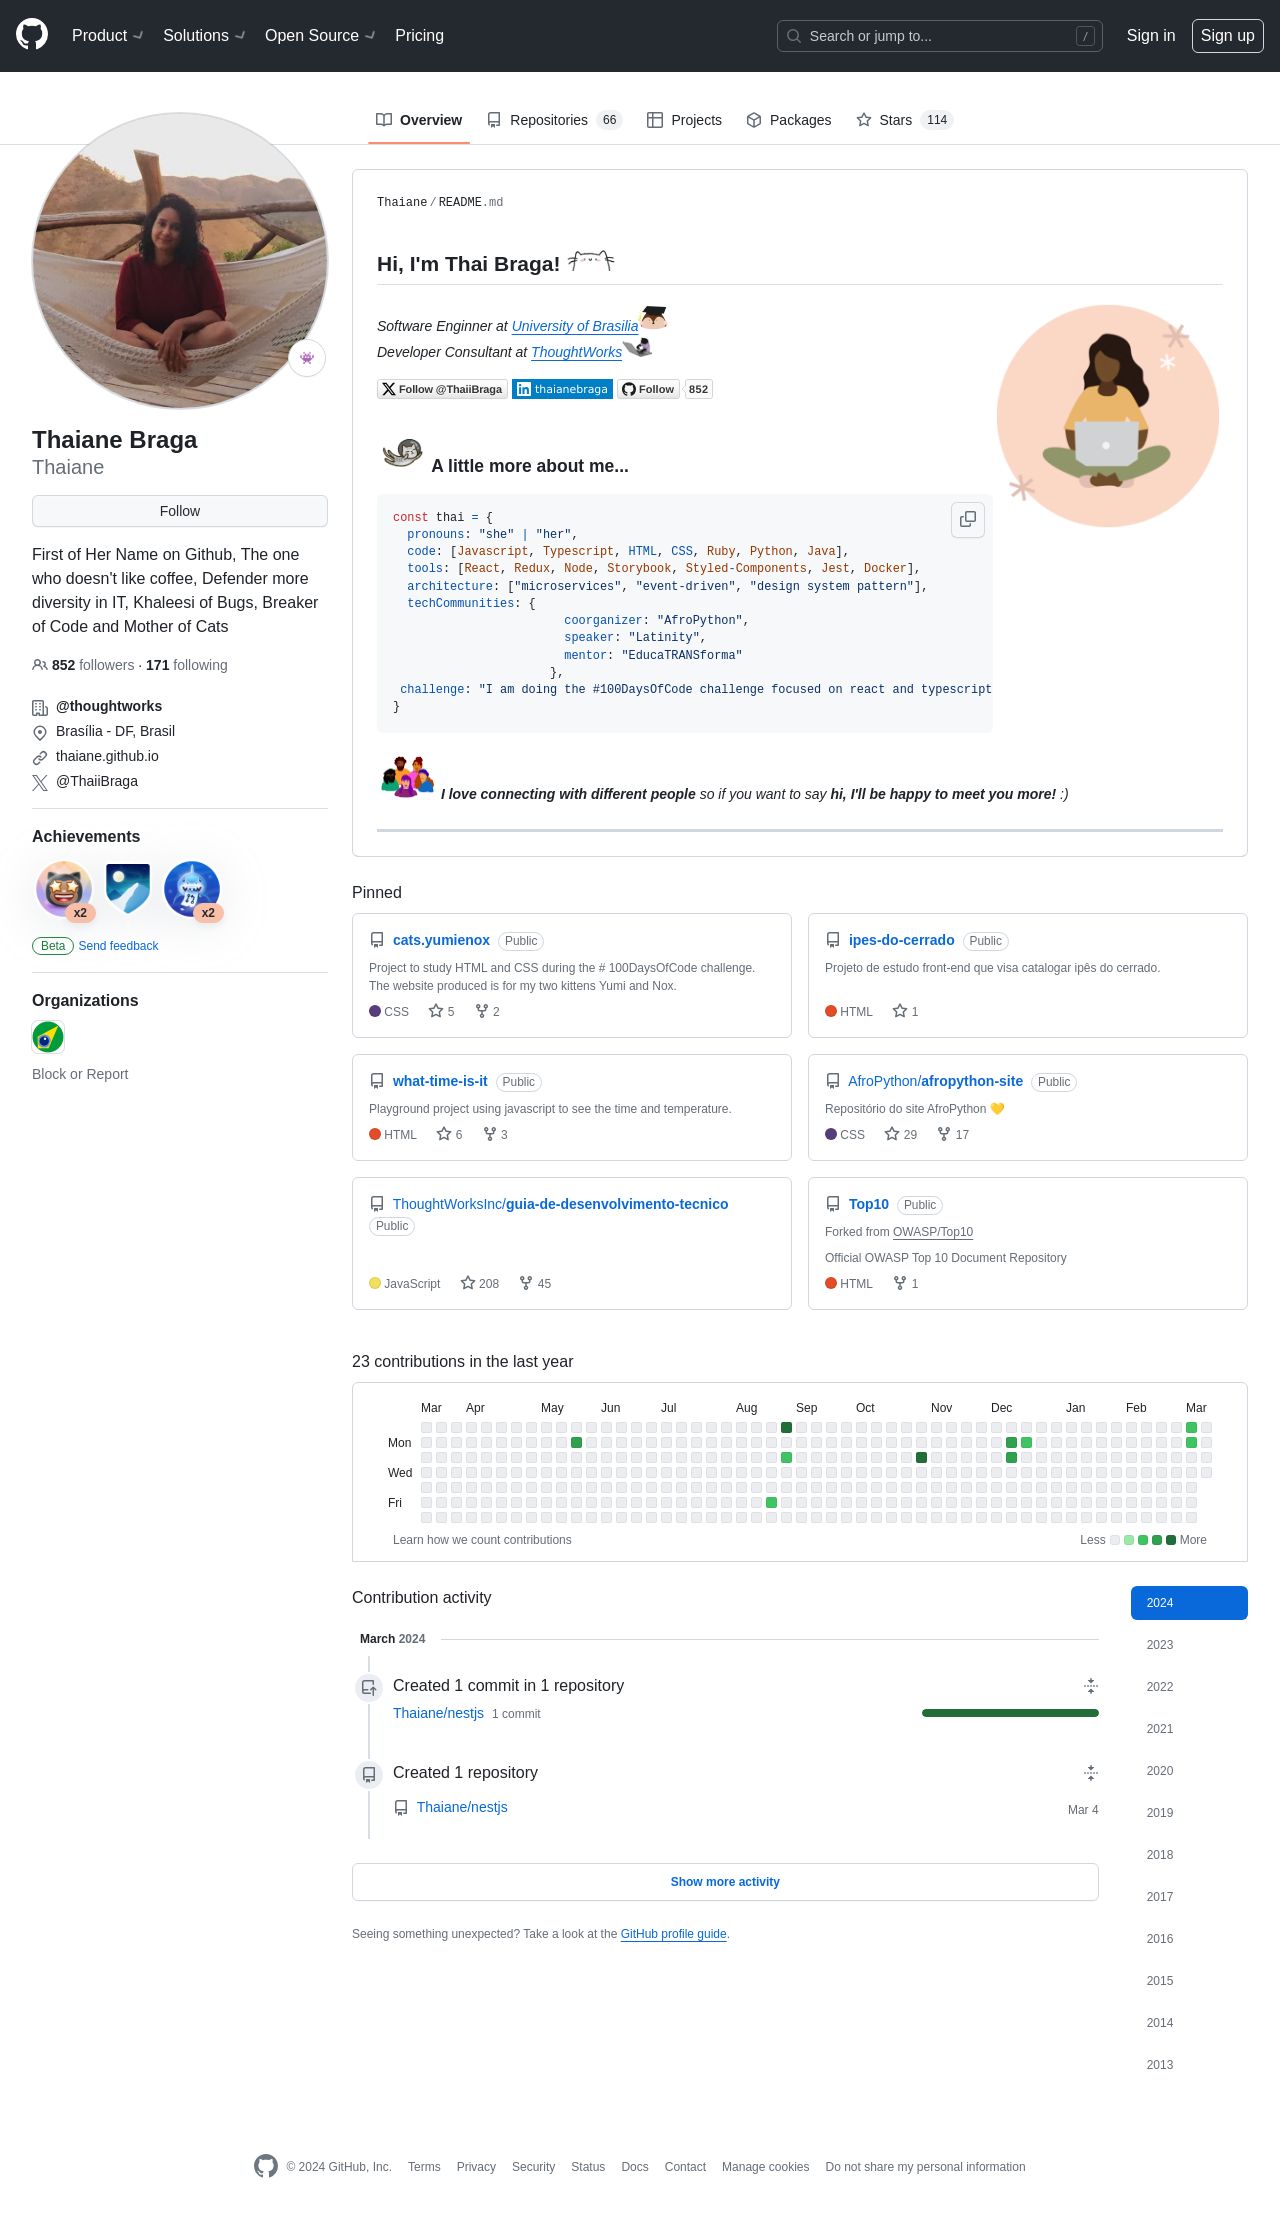 Product Solutions Open Source Pricing Search or jump to... / Sign in Sign up
Overview Repositories 66 Projects Packages Stars 114
Thaiane Braga
Thaiane
Follow
First of Her Name on Github, The one
who doesn't like coffee, Defender more
diversity in IT, Khaleesi of Bugs, Breaker
of Code and Mother of Cats
852 followers · 171 following
@thoughtworks
Brasília - DF, Brasil
thaiane.github.io
@ThaiiBraga
Achievements
x2 x2
Beta Send feedback
Organizations
Block or Report
Thaiane/README.md
Hi, I'm Thai Braga!
Software Enginner at University of Brasilia
Developer Consultant at ThoughtWorks
Follow @ThaiiBraga in thaianebraga Follow 852
A little more about me...
const thai = {
pronouns: "she" | "her",
code: [Javascript, Typescript, HTML, CSS, Ruby, Python, Java],
tools: [React, Redux, Node, Storybook, Styled-Components, Jest, Docker],
architecture: ["microservices", "event-driven", "design system pattern"],
techCommunities: {
coorganizer: "AfroPython",
speaker: "Latinity",
mentor: "EducaTRANSforma"
},
challenge: "I am doing the #100DaysOfCode challenge focused on react and typescript
}
I love connecting with different people so if you want to say hi, I'll be happy to meet you more! :)
Pinned
cats.yumienox Public
Project to study HTML and CSS during the # 100DaysOfCode challenge.
The website produced is for my two kittens Yumi and Nox.
CSS 5 2
ipes-do-cerrado Public
Projeto de estudo front-end que visa catalogar ipês do cerrado.
HTML 1
what-time-is-it Public
Playground project using javascript to see the time and temperature.
HTML 6 3
AfroPython/afropython-site Public
Repositório do site AfroPython 💛
CSS 29 17
ThoughtWorksInc/guia-de-desenvolvimento-tecnico
Public
JavaScript 208 45
Top10 Public
Forked from OWASP/Top10
Official OWASP Top 10 Document Repository
HTML 1
23 contributions in the last year
Mar Apr May Jun Jul Aug Sep Oct Nov Dec Jan Feb Mar
Mon
Wed
Fri
Learn how we count contributions Less More
Contribution activity
March 2024
Created 1 commit in 1 repository
Thaiane/nestjs 1 commit
Created 1 repository
Thaiane/nestjs Mar 4
Show more activity
Seeing something unexpected? Take a look at the GitHub profile guide.
2024
2023
2022
2021
2020
2019
2018
2017
2016
2015
2014
2013
© 2024 GitHub, Inc. Terms Privacy Security Status Docs Contact Manage cookies Do not share my personal information